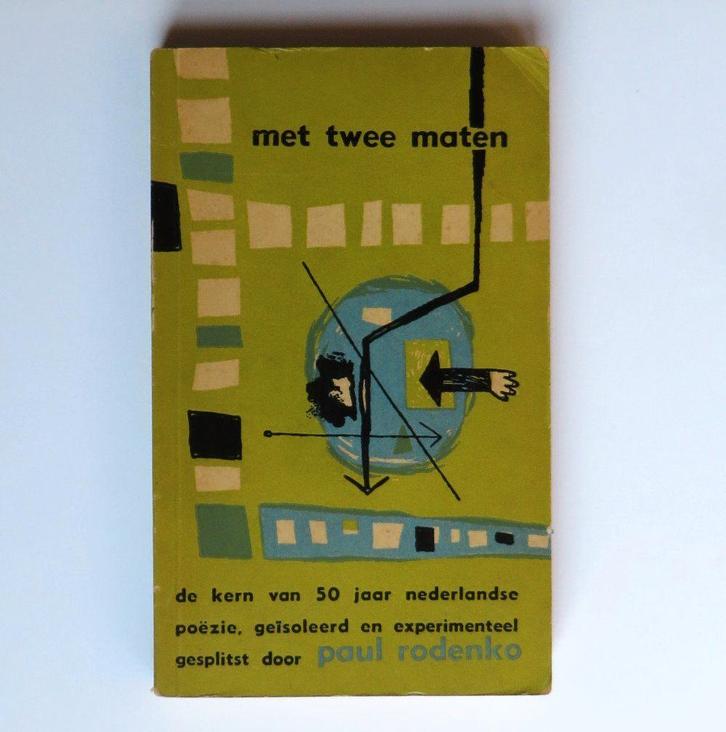 met twee maten
de kern van 50 jaar nederlandse
poëzie, geïsoleerd en experimenteel
gesplitst door paul rodenko